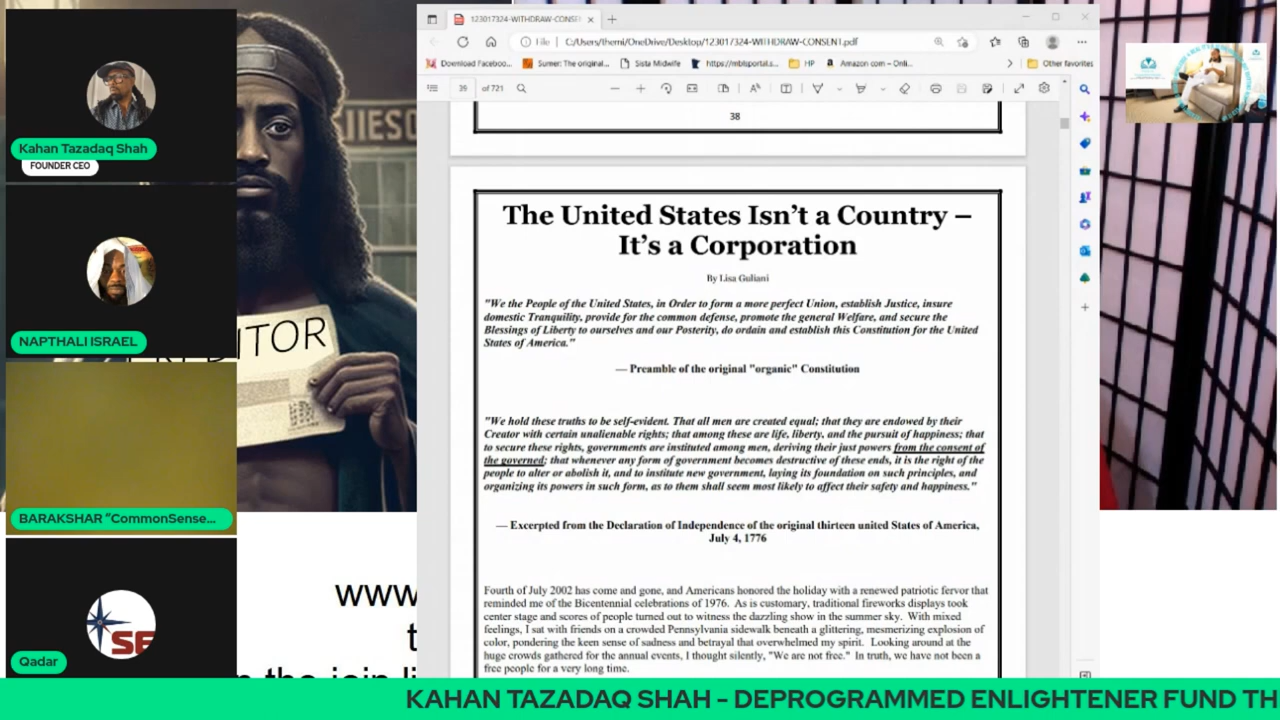 Kahan Tazadaq Shah
FOUNDER CEO
NAPTHALI ISRAEL
BARAKSHAR "CommonSense...
Qadar
SE
www
123017324-WITHDRAW-CONSE
File
C:/Users/themi/OneDrive/Desktop/123017324-WITHDRAW-CONSENT.pdf
Download Faceboo...
Sumer: The original...
Sista Midwife
https://mblsportal.s...
HP
Amazon.com – Onli...
Other favorites
39 of 721
38
The United States Isn't a Country –
It's a Corporation
By Lisa Guliani
"We the People of the United States, in Order to form a more perfect Union, establish Justice, insure
domestic Tranquility, provide for the common defense, promote the general Welfare, and secure the
Blessings of Liberty to ourselves and our Posterity, do ordain and establish this Constitution for the United
States of America."
— Preamble of the original "organic" Constitution
"We hold these truths to be self-evident. That all men are created equal; that they are endowed by their
Creator with certain unalienable rights; that among these are life, liberty, and the pursuit of happiness; that
to secure these rights, governments are instituted among men, deriving their just powers from the consent of
the governed; that whenever any form of government becomes destructive of these ends, it is the right of the
people to alter or abolish it, and to institute new government, laying its foundation on such principles, and
organizing its powers in such form, as to them shall seem most likely to affect their safety and happiness."
— Excerpted from the Declaration of Independence of the original thirteen united States of America,
July 4, 1776
Fourth of July 2002 has come and gone, and Americans honored the holiday with a renewed patriotic fervor that
reminded me of the Bicentennial celebrations of 1976. As is customary, traditional fireworks displays took
center stage and scores of people turned out to witness the dazzling show in the summer sky. With mixed
feelings, I sat with friends on a crowded Pennsylvania sidewalk beneath a glittering, mesmerizing explosion of
color, pondering the keen sense of sadness and betrayal that overwhelmed my spirit. Looking around at the
huge crowds gathered for the annual events, I thought silently, "We are not free." In truth, we have not been a
free people for a very long time.
KAHAN TAZADAQ SHAH - DEPROGRAMMED ENLIGHTENER FUND TH